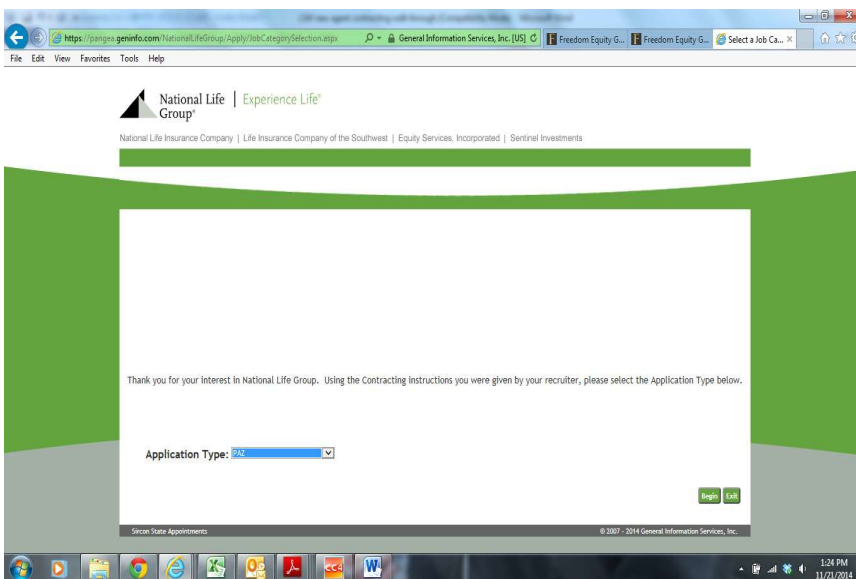 https://pangea.geninfo.com/NationalLifeGroup/Apply/JobCategorySelection.aspx
General Information Services, Inc. [US]
Freedom Equity G...
Freedom Equity G...
Select a Job Ca...
File Edit View Favorites Tools Help
National Life Group® | Experience Life®
National Life Insurance Company | Life Insurance Company of the Southwest | Equity Services, Incorporated | Sentinel Investments
Thank you for your interest in National Life Group. Using the Contracting instructions you were given by your recruiter, please select the Application Type below.
Application Type: PAZ
Begin Exit
Sircon State Appointments
© 2007 - 2014 General Information Services, Inc.
cc4
1:24 PM
11/21/2014